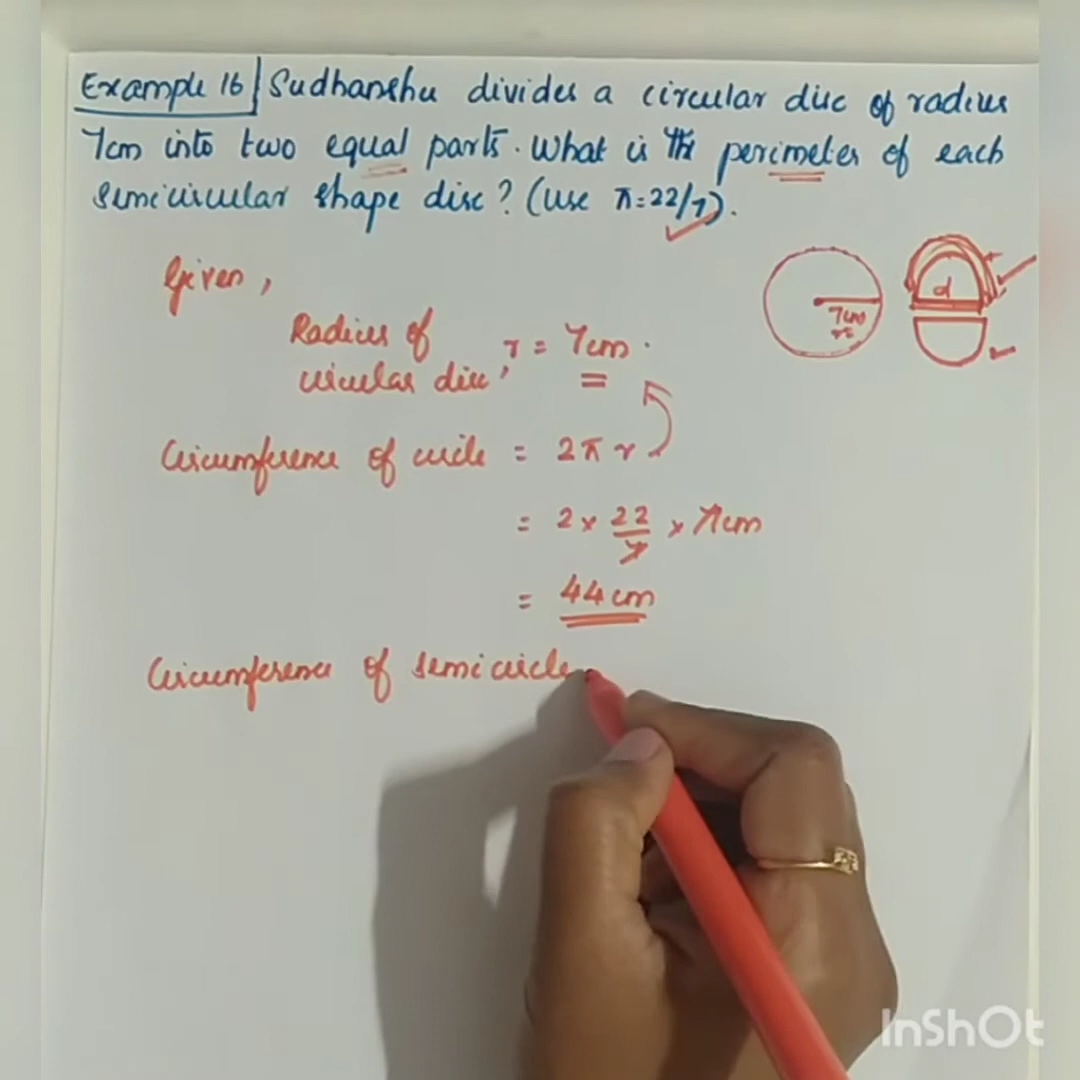 Example 16 Sudhanshu divides a circular disc of radius
7cm into two equal parts. What is the perimeter of each
semicircular shape disc? (Use π=22/7).
Given,
Radius of
circular disc, r = 7cm.
7cm
d
Circumference of circle = 2πr
= 2 × 22/7 × 7cm
= 44cm
Circumference of semicircle
InShOt